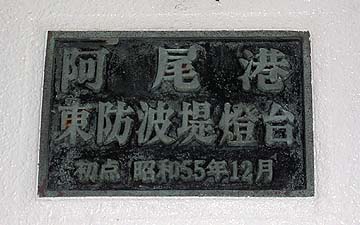 阿尾港
東防波堤燈台
初点 昭和55年12月